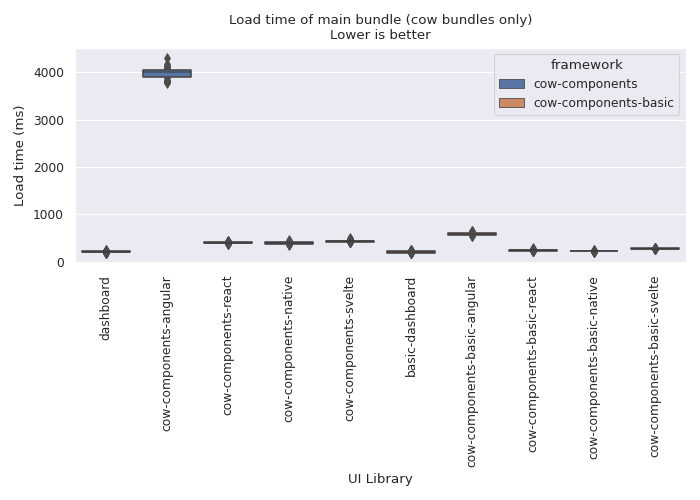 Load time of main bundle (cow bundles only)
Lower is better
framework
cow-components
cow-components-basic
Load time (ms)
4000
3000
2000
1000
0
dashboard
cow-components-angular
cow-components-react
cow-components-native
cow-components-svelte
basic-dashboard
cow-components-basic-angular
cow-components-basic-react
cow-components-basic-native
cow-components-basic-svelte
UI Library